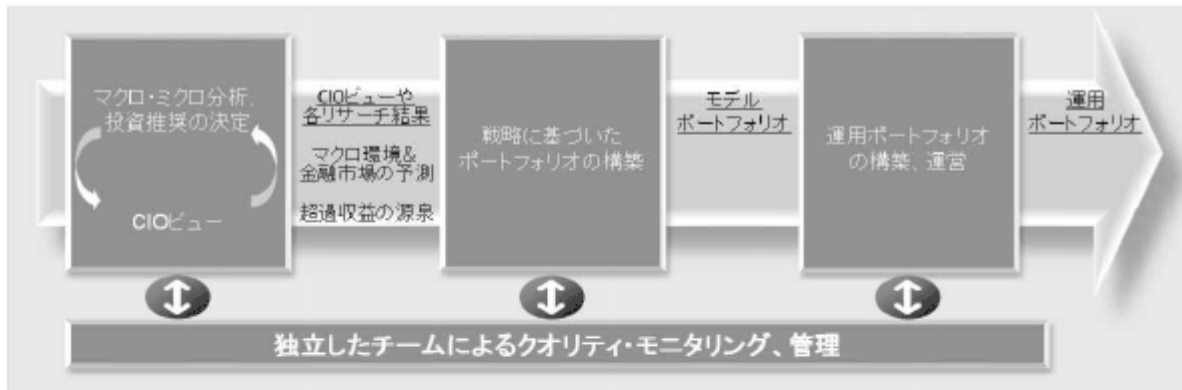 マクロ・ミクロ分析、
投資推奨の決定
CIOビュー
CIOビューや
各リサーチ結果
マクロ環境&
金融市場の予測
超過収益の源泉
戦略に基づいた
ポートフォリオの構築
モデル
ポートフォリオ
運用ポートフォリオ
の構築、運営
運用
ポートフォリオ
独立したチームによるクオリティ・モニタリング、管理